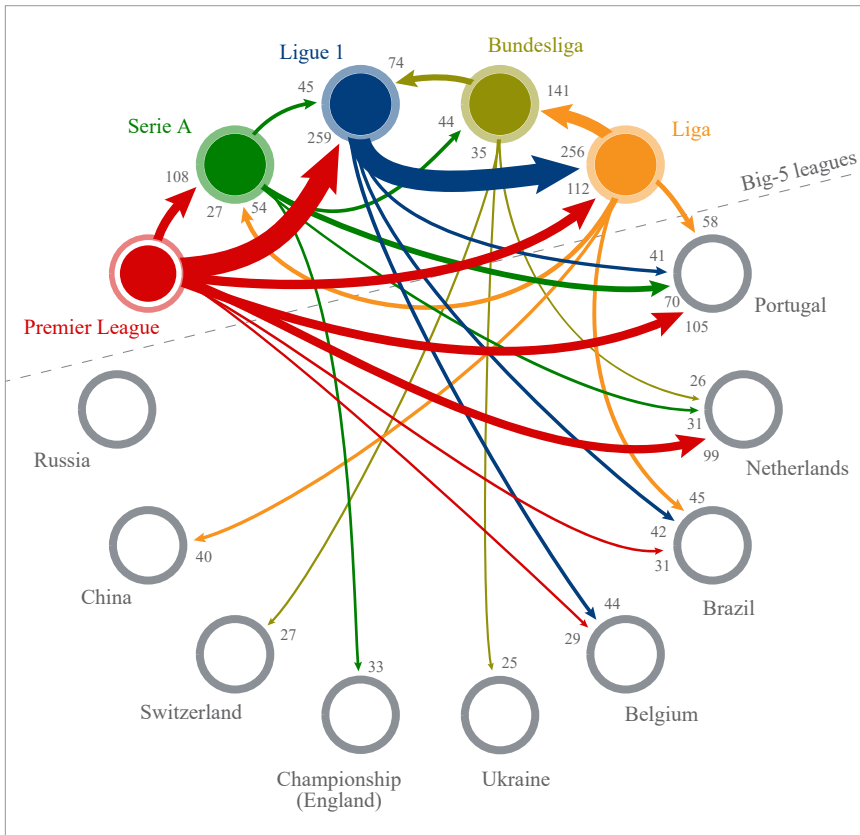 Bundesliga
Ligue 1
74
45
141
Serie A
44
Liga
259
35
256
Big-5 leagues
108
112
27
54
58
41
Portugal
70
105
Premier League
26
31
99
Russia
Netherlands
45
42
40
31
China
Brazil
44
27
29
33
25
Switzerland
Belgium
Championship
(England)
Ukraine